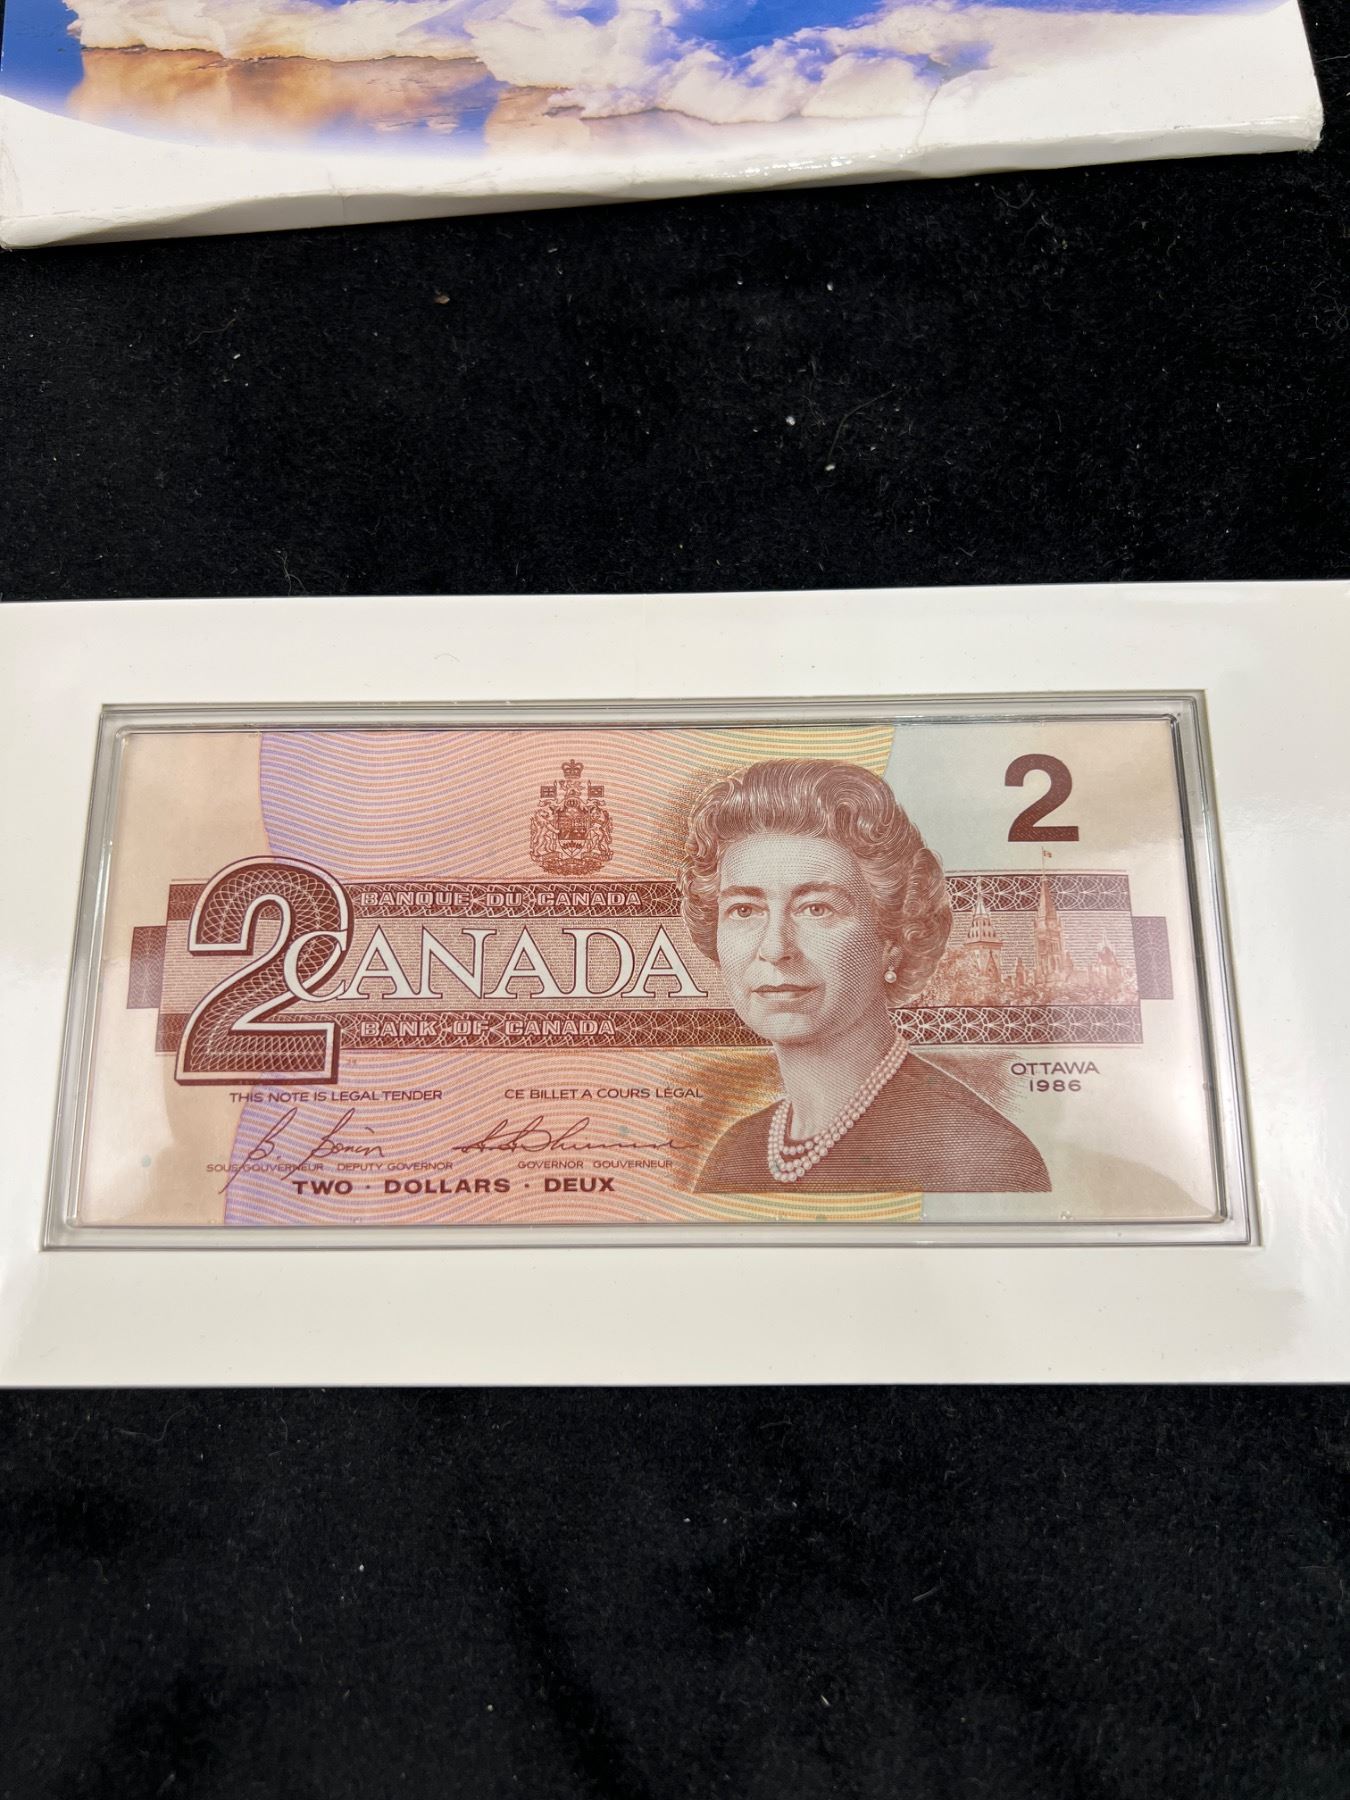 2
BANQUE DU CANADA
2 CANADA
BANK OF CANADA
OTTAWA
1986
THIS NOTE IS LEGAL TENDER CE BILLET A COURS LÉGAL
SOUS-GOUVERNEUR DEPUTY GOVERNOR GOVERNOR GOUVERNEUR
TWO · DOLLARS · DEUX